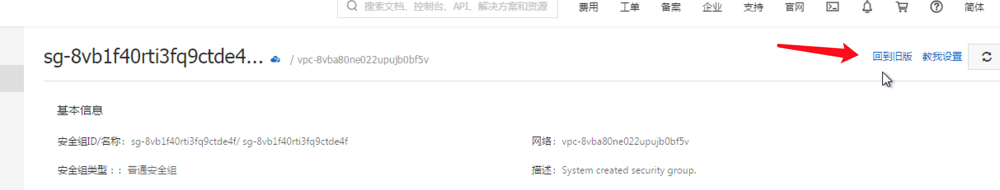 搜索文档、控制台、API、解决方案和资源 费用 工单 备案 企业 支持 官网 简体
sg-8vb1f40rti3fq9ctde4... / vpc-8vba80ne022upujb0bf5v 回到旧版 教我设置
基本信息
安全组ID/名称: sg-8vb1f40rti3fq9ctde4f/ sg-8vb1f40rti3fq9ctde4f 网络: vpc-8vba80ne022upujb0bf5v
安全组类型:: 普通安全组 描述: System created security group.